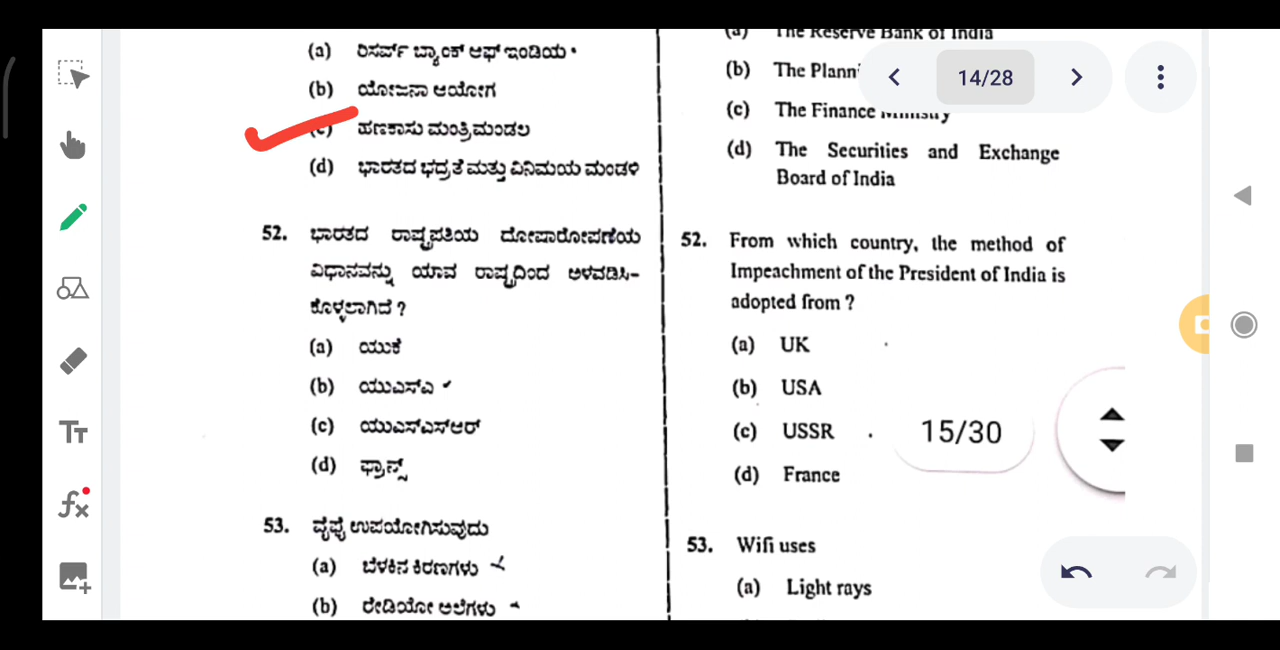 (a) ರಿಸರ್ವ್ ಬ್ಯಾಂಕ್ ಆಫ್ ಇಂಡಿಯ
(b) ಯೋಜನಾ ಆಯೋಗ
(c) ಹಣಕಾಸು ಮಂತ್ರಿಮಂಡಲ
(d) ಭಾರತದ ಭದ್ರತೆ ಮತ್ತು ವಿನಿಮಯ ಮಂಡಳಿ
52. ಭಾರತದ ರಾಷ್ಟ್ರಪತಿಯ ದೋಷಾರೋಪಣೆಯ
ವಿಧಾನವನ್ನು ಯಾವ ರಾಷ್ಟ್ರದಿಂದ ಅಳವಡಿಸಿ-
ಕೊಳ್ಳಲಾಗಿದೆ ?
(a) ಯುಕೆ
(b) ಯುಎಸ್ಎ
(c) ಯುಎಸ್ಎಸ್ಆರ್
(d) ಫ್ರಾನ್ಸ್
53. ವೈಫೈ ಉಪಯೋಗಿಸುವುದು
(a) ಬೆಳಕಿನ ಕಿರಣಗಳು
(b) ರೇಡಿಯೋ ಅಲೆಗಳು
(a) The Reserve Bank of India
(b) The
(c) The Finance Ministry
(d) The Securities and Exchange
Board of India
52. From which country, the method of
Impeachment of the President of India is
adopted from ?
(a) UK
(b) USA
(c) USSR
(d) France
53. Wifi uses
(a) Light rays
14/28
15/30
TT
fx